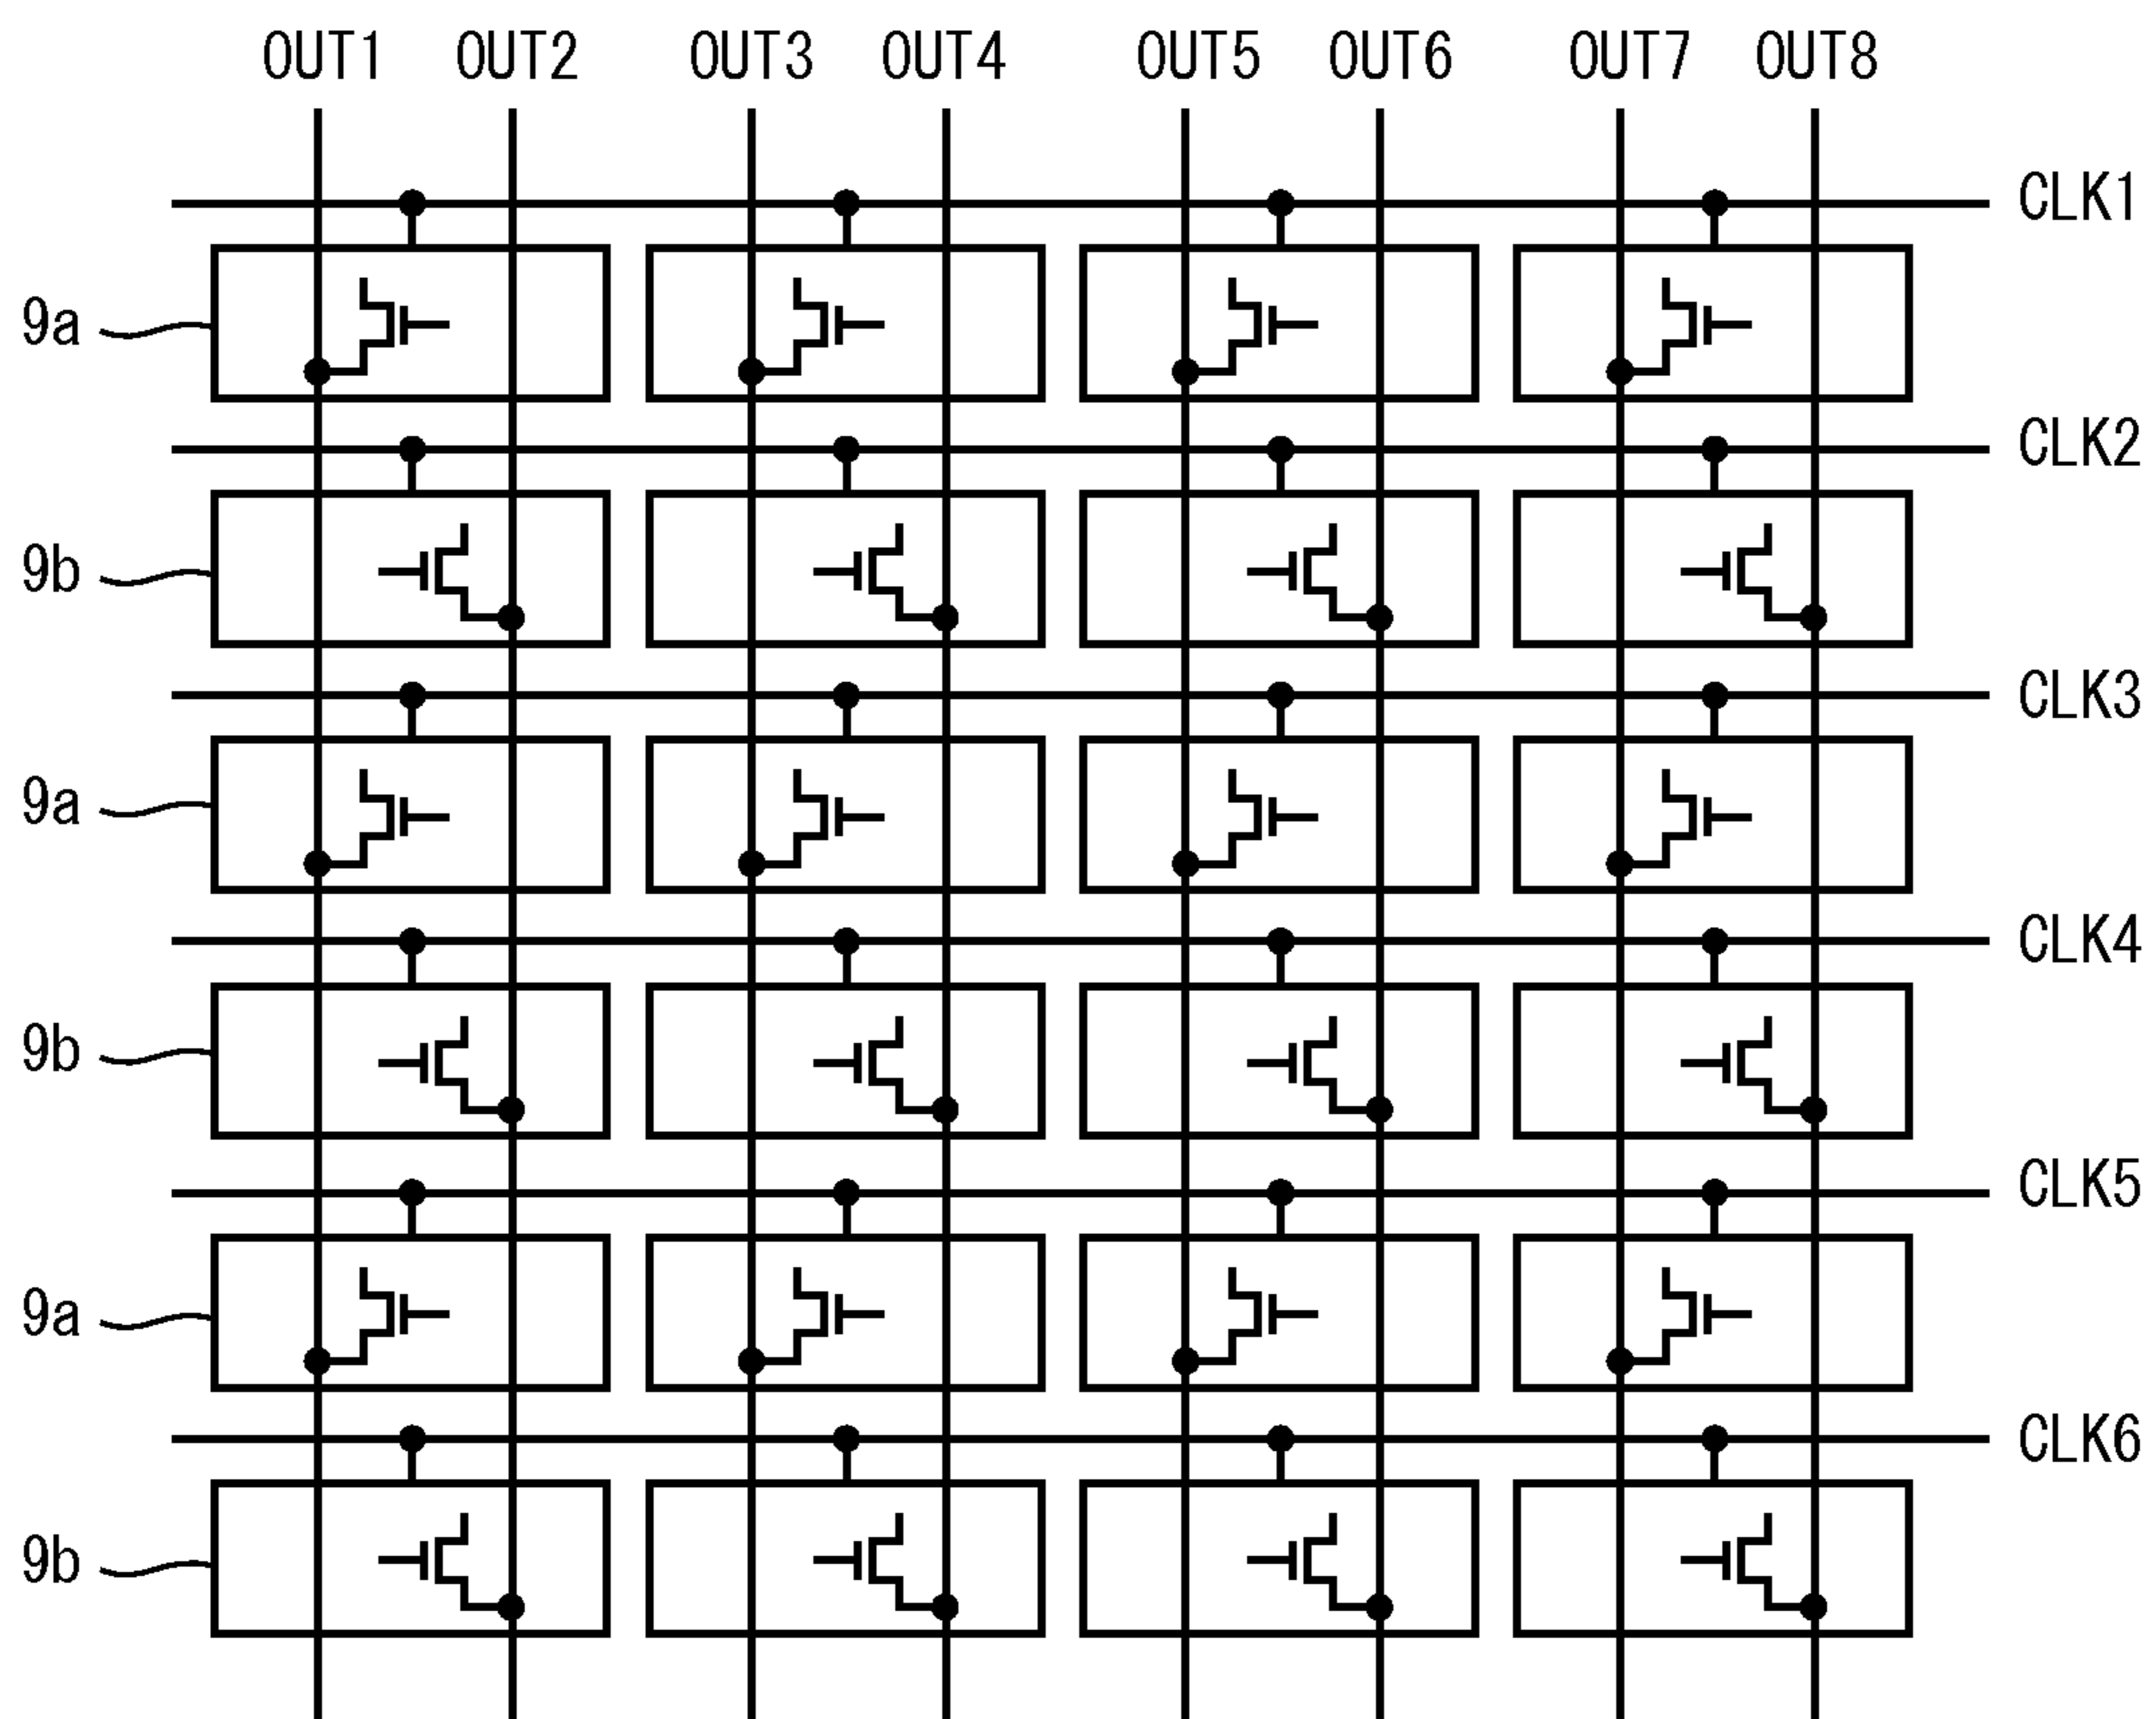 OUT1 OUT2 OUT3 OUT4 OUT5 OUT6 OUT7 OUT8
CLK1
9a
CLK2
9b
CLK3
9a
CLK4
9b
CLK5
9a
CLK6
9b